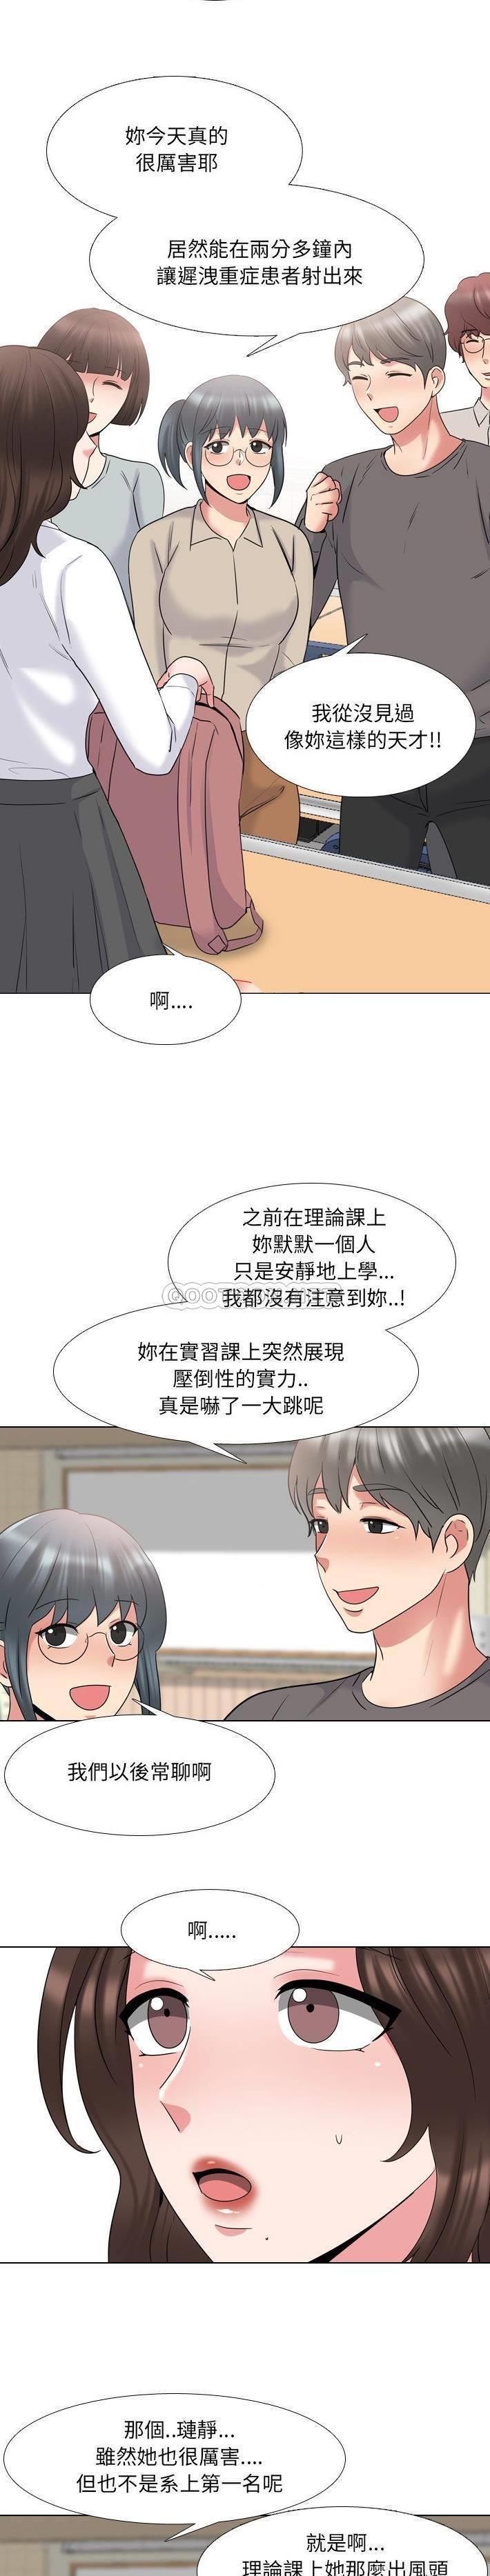 妳今天真的
很厲害耶
居然能在兩分多鐘內
讓遲洩重症患者射出來
我從沒見過
像妳這樣的天才!!
啊....
之前在理論課上
妳默默一個人
只是安靜地上學...
我都沒有注意到妳..!
妳在實習課上突然展現
壓倒性的實力..
真是嚇了一大跳呢
我們以後常聊啊
啊.....
那個..璉靜...
雖然她也很厲害....
但也不是系上第一名呢
就是啊...
理論課上她那麼出風頭